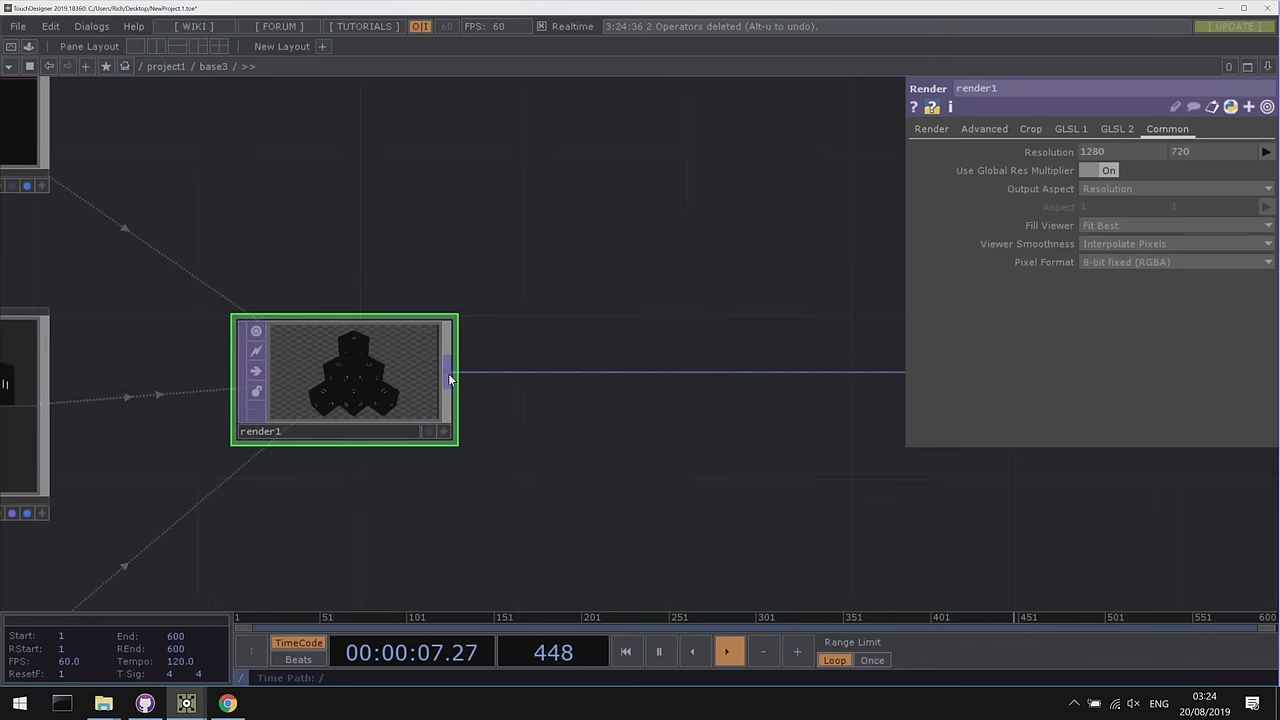 TouchDesigner 2019.18360: C:/Users/Rich/Desktop/NewProject.1.toe*
File Edit Dialogs Help [ WIKI ] [ FORUM ] [ TUTORIALS ] O|I 60 FPS: 60 Realtime 3:24:36 2 Operators deleted (Alt-u to undo). [ UPDATE ]
Pane Layout New Layout +
/ project1 / base3 / >> 0
Render render1
? ? i
Render Advanced Crop GLSL 1 GLSL 2 Common
Resolution 1280 720
Use Global Res Multiplier On
Output Aspect Resolution
Aspect 1 1
Fill Viewer Fit Best
Viewer Smoothness Interpolate Pixels
Pixel Format 8-bit fixed (RGBA)
render1
1 51 101 151 201 251 301 351 401 451 501 551 600
Start: 1 End: 600
RStart: 1 REnd: 600
FPS: 60.0 Tempo: 120.0
ResetF: 1 T Sig: 4 4
TimeCode
Beats
00:00:07.27 448
Range Limit
Loop Once
/ Time Path: /
ENG
03:24
20/08/2019